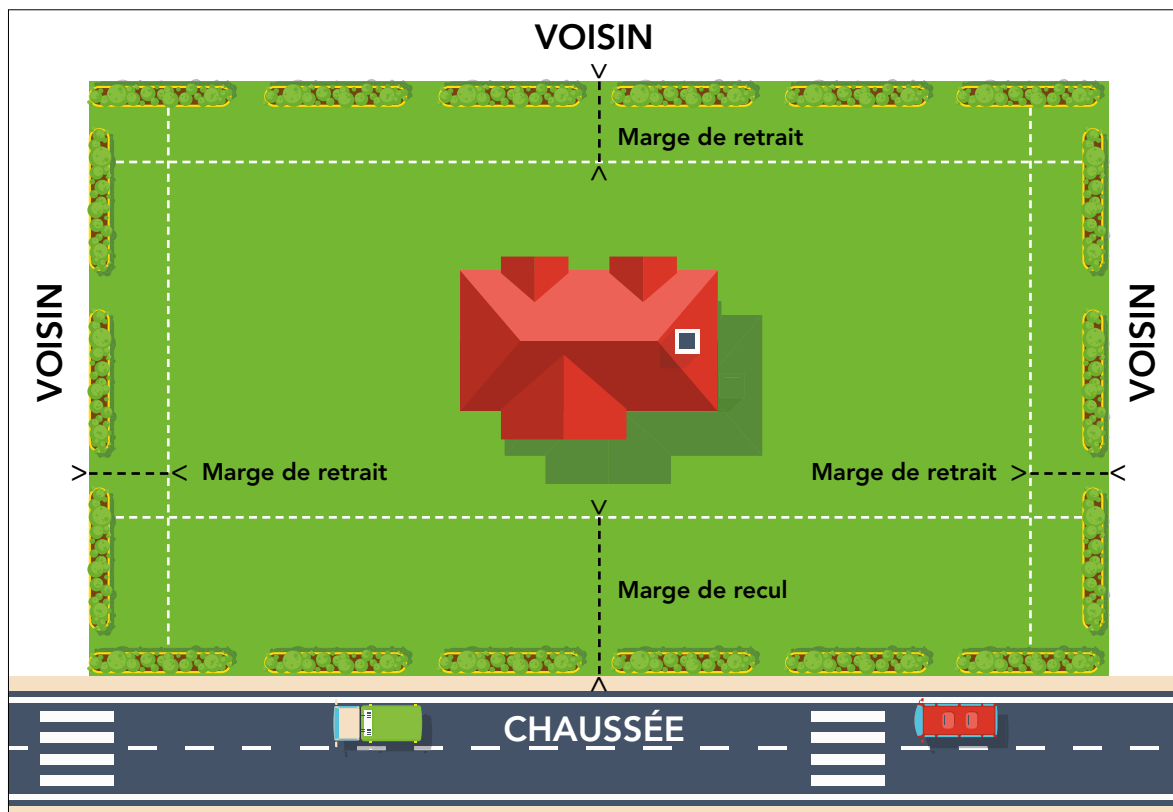 VOISIN
Marge de retrait
VOISIN
VOISIN
Marge de retrait
Marge de retrait
Marge de recul
CHAUSSÉE